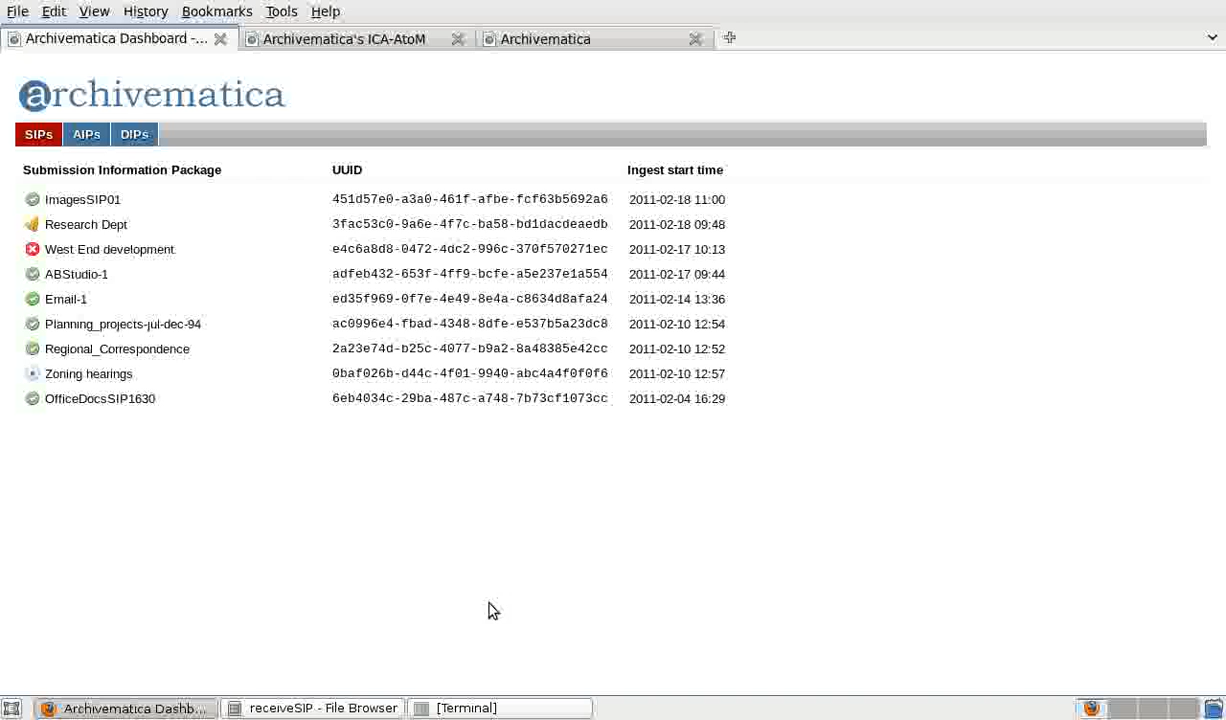 File Edit View History Bookmarks Tools Help
Archivematica Dashboard -... Archivematica's ICA-AtoM Archivematica
archivematica
SIPs AIPs DIPs
Submission Information Package UUID Ingest start time
ImagesSIP01 451d57e0-a3a0-461f-afbe-fcf63b5692a6 2011-02-18 11:00
Research Dept 3fac53c0-9a6e-4f7c-ba58-bd1dacdeaedb 2011-02-18 09:48
West End development e4c6a8d8-0472-4dc2-996c-370f570271ec 2011-02-17 10:13
ABStudio-1 adfeb432-653f-4ff9-bcfe-a5e237e1a554 2011-02-17 09:44
Email-1 ed35f969-0f7e-4e49-8e4a-c8634d8afa24 2011-02-14 13:36
Planning_projects-jul-dec-94 ac0996e4-fbad-4348-8dfe-e537b5a23dc8 2011-02-10 12:54
Regional_Correspondence 2a23e74d-b25c-4077-b9a2-8a48385e42cc 2011-02-10 12:52
Zoning hearings 0baf026b-d44c-4f01-9940-abc4a4f0f0f6 2011-02-10 12:57
OfficeDocsSIP1630 6eb4034c-29ba-487c-a748-7b73cf1073cc 2011-02-04 16:29
Archivematica Dashb... receiveSIP - File Browser [Terminal]